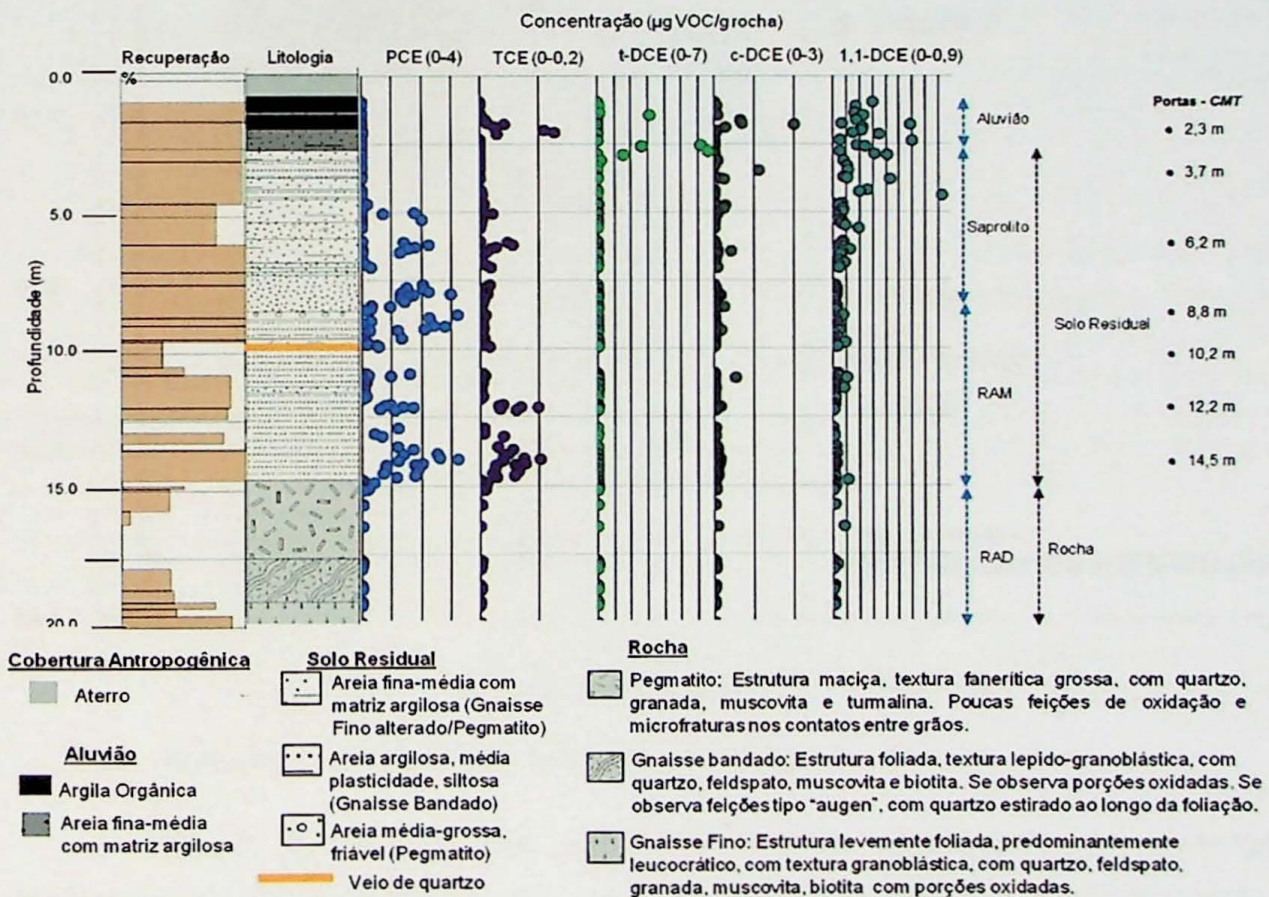 Concentração (µg VOC/g rocha)
Recuperação
Litologia
PCE (0-4)
TCE (0-0,2)
t-DCE (0-7)
c-DCE (0-3)
1,1-DCE (0-0,9)
%
Profundidade (m)
0.0
5.0
10.0
15.0
20.0
Aluvião
Saprolito
RAM
RAD
Solo Residual
Rocha
Portas - CMT
• 2,3 m
• 3,7 m
• 6,2 m
• 8,8 m
• 10,2 m
• 12,2 m
• 14,5 m
Cobertura Antropogênica
Aterro
Aluvião
Argila Orgânica
Areia fina-média
com matriz argilosa
Solo Residual
Areia fina-média com
matriz argilosa (Gnaisse
Fino alterado/Pegmatito)
Areia argilosa, média
plasticidade, siltosa
(Gnaisse Bandado)
Areia média-grossa,
friável (Pegmatito)
Veio de quartzo
Rocha
Pegmatito: Estrutura maciça, textura fanerítica grossa, com quartzo,
granada, muscovita e turmalina. Poucas feições de oxidação e
microfraturas nos contatos entre grãos.
Gnaisse bandado: Estrutura foliada, textura lepido-granoblástica, com
quartzo, feldspato, muscovita e biotita. Se observa porções oxidadas. Se
observa feições tipo "augen", com quartzo estirado ao longo da foliação.
Gnaisse Fino: Estrutura levemente foliada, predominantemente
leucocrático, com textura granoblástica, com quartzo, feldspato,
granada, muscovita, biotita com porções oxidadas.